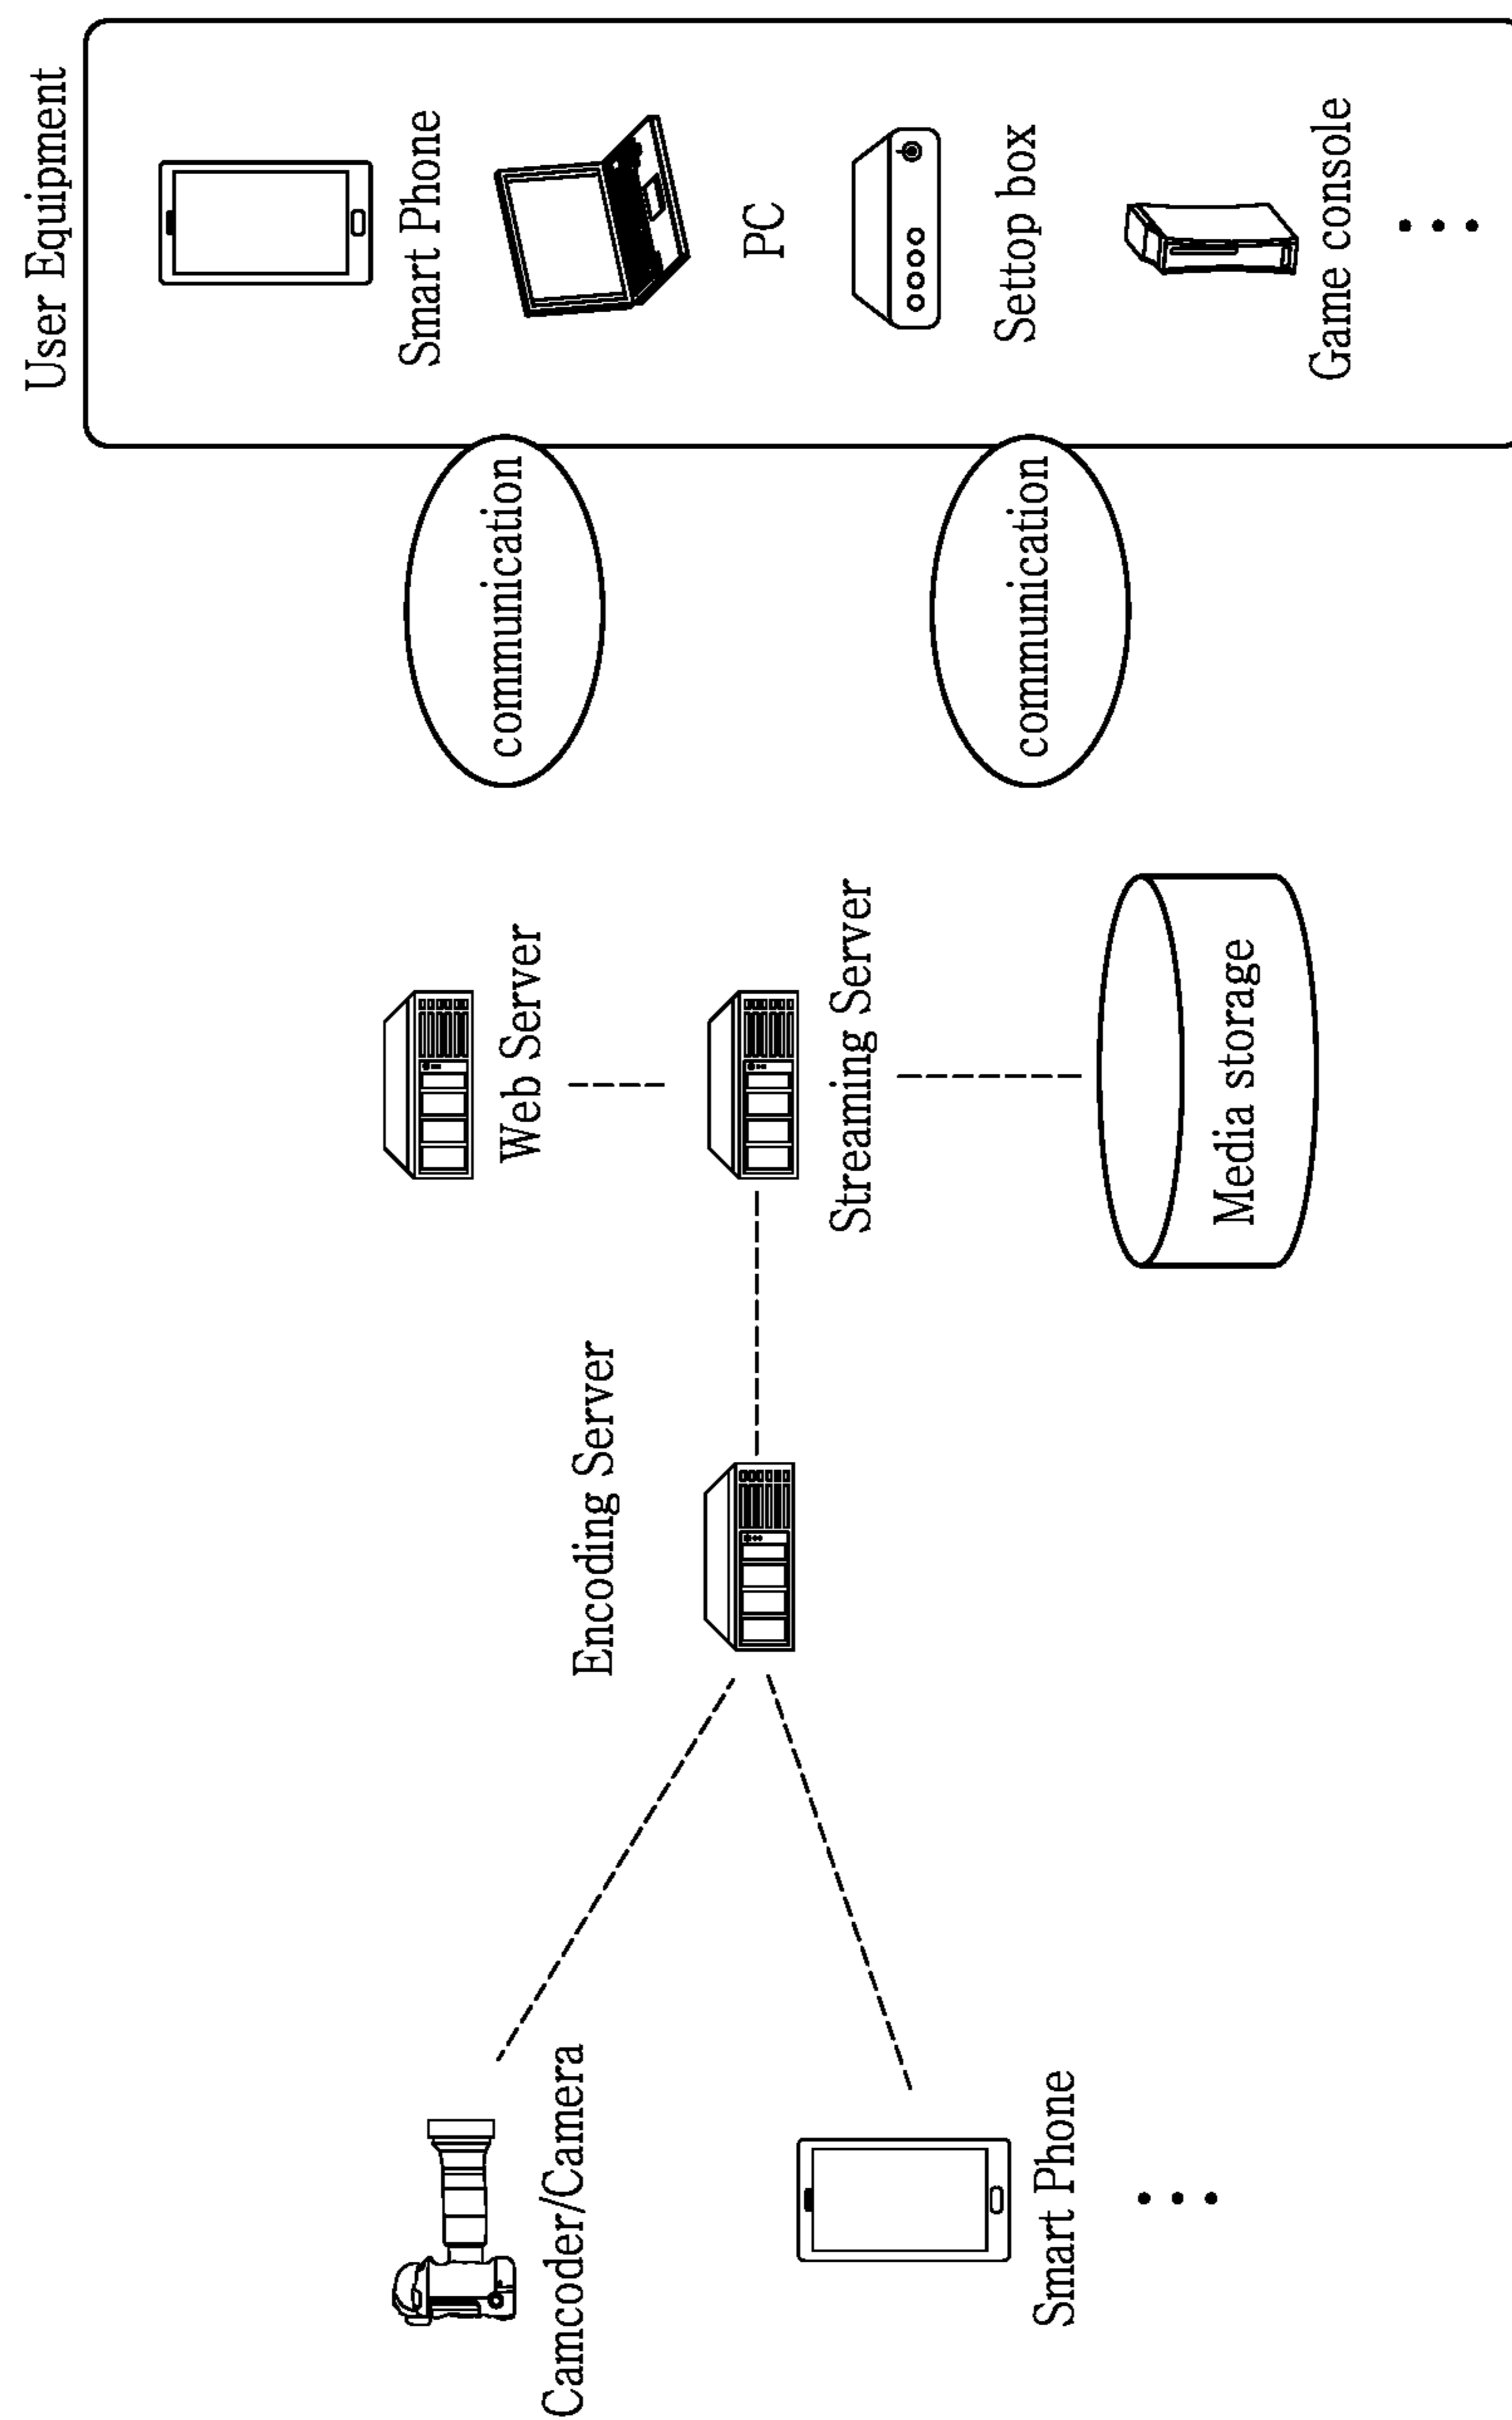 User Equipment
Smart Phone
PC
Settop box
Game console
communication
communication
Web Server
Streaming Server
Media storage
Encoding Server
Camcoder/Camera
Smart Phone